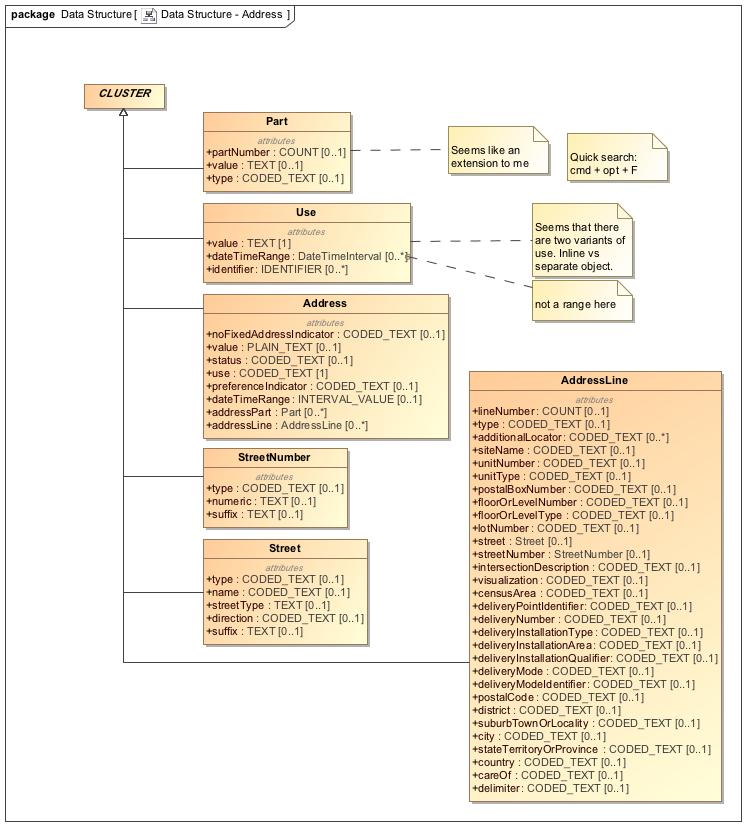 package Data Structure [ Data Structure - Address ]
CLUSTER
Part
attributes
+partNumber : COUNT [0..1]
+value : TEXT [0..1]
+type : CODED_TEXT [0..1]
Seems like an
extension to me
Quick search:
cmd + opt + F
Use
attributes
+value : TEXT [1]
+dateTimeRange : DateTimeInterval [0..*]
+identifier : IDENTIFIER [0..*]
Seems that there
are two variants of
use. Inline vs
separate object.
not a range here
Address
attributes
+noFixedAddressIndicator : CODED_TEXT [0..1]
+value : PLAIN_TEXT [0..1]
+status : CODED_TEXT [0..1]
+use : CODED_TEXT [1]
+preferenceIndicator : CODED_TEXT [0..1]
+dateTimeRange : INTERVAL_VALUE [0..1]
+addressPart : Part [0..*]
+addressLine : AddressLine [0..*]
StreetNumber
attributes
+type : CODED_TEXT [0..1]
+numeric : TEXT [0..1]
+suffix : TEXT [0..1]
Street
attributes
+type : CODED_TEXT [0..1]
+name : CODED_TEXT [0..1]
+streetType : TEXT [0..1]
+direction : CODED_TEXT [0..1]
+suffix : TEXT [0..1]
AddressLine
attributes
+lineNumber : COUNT [0..1]
+type : CODED_TEXT [0..1]
+additionalLocator : CODED_TEXT [0..*]
+siteName : CODED_TEXT [0..1]
+unitNumber : CODED_TEXT [0..1]
+unitType : CODED_TEXT [0..1]
+postalBoxNumber : CODED_TEXT [0..1]
+floorOrLevelNumber : CODED_TEXT [0..1]
+floorOrLevelType : CODED_TEXT [0..1]
+lotNumber : CODED_TEXT [0..1]
+street : Street [0..1]
+streetNumber : StreetNumber [0..1]
+intersectionDescription : CODED_TEXT [0..1]
+visualization : CODED_TEXT [0..1]
+censusArea : CODED_TEXT [0..1]
+deliveryPointIdentifier : CODED_TEXT [0..1]
+deliveryNumber : CODED_TEXT [0..1]
+deliveryInstallationType : CODED_TEXT [0..1]
+deliveryInstallationArea : CODED_TEXT [0..1]
+deliveryInstallationQualifier : CODED_TEXT [0..1]
+deliveryMode : CODED_TEXT [0..1]
+deliveryModeIdentifier : CODED_TEXT [0..1]
+postalCode : CODED_TEXT [0..1]
+district : CODED_TEXT [0..1]
+suburbTownOrLocality : CODED_TEXT [0..1]
+city : CODED_TEXT [0..1]
+stateTerritoryOrProvince : CODED_TEXT [0..1]
+country : CODED_TEXT [0..1]
+careOf : CODED_TEXT [0..1]
+delimiter : CODED_TEXT [0..1]